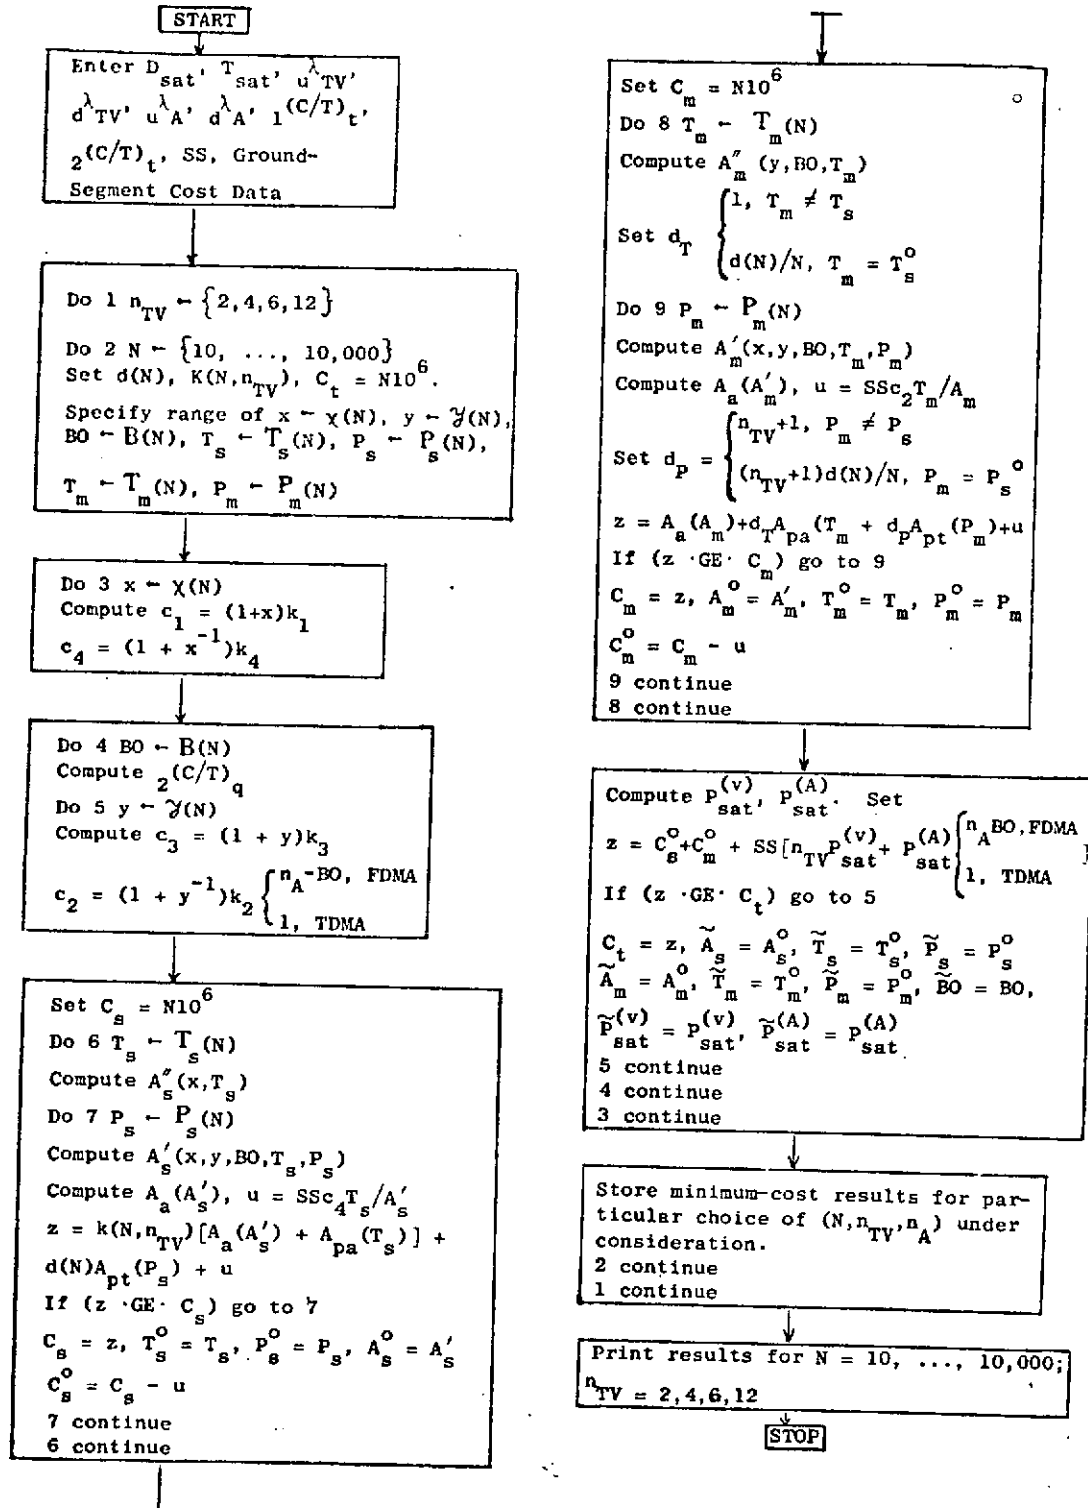 START
Enter D_sat, T_sat, u^λ_TV,
d^λ_TV, u^λ_A, d^λ_A, 1^(C/T)_t,
2^(C/T)_t, SS, Ground-
Segment Cost Data
Do 1 n_TV ← {2,4,6,12}
Do 2 N ← {10, ..., 10,000}
Set d(N), K(N,n_TV), C_t = N10^6.
Specify range of x ← χ(N), y ← 𝒴(N),
BO ← B(N), T_s ← T_s(N), P_s ← P_s(N),
T_m ← T_m(N), P_m ← P_m(N)
Do 3 x ← χ(N)
Compute c_1 = (1+x)k_1
c_4 = (1 + x^-1)k_4
Do 4 BO ← B(N)
Compute 2^(C/T)_q
Do 5 y ← 𝒴(N)
Compute c_3 = (1 + y)k_3
c_2 = (1 + y^-1)k_2 { n_A-BO, FDMA
1, TDMA
Set C_s = N10^6
Do 6 T_s ← T_s(N)
Compute A″_s(x,T_s)
Do 7 P_s ← P_s(N)
Compute A′_s(x,y,BO,T_s,P_s)
Compute A_a(A′_s), u = SSc_4T_s/A′_s
z = k(N,n_TV)[A_a(A′_s) + A_pa(T_s)] +
d(N)A_pt(P_s) + u
If (z ·GE· C_s) go to 7
C_s = z, T^o_s = T_s, P^o_s = P_s, A^o_s = A′_s
C^o_s = C_s - u
7 continue
6 continue
Set C_m = N10^6
Do 8 T_m ← T_m(N)
Compute A″_m (y,BO,T_m)
Set d_T { 1, T_m ≠ T_s
d(N)/N, T_m = T^o_s
Do 9 P_m ← P_m(N)
Compute A′_m(x,y,BO,T_m,P_m)
Compute A_a(A′_m), u = SSc_2T_m/A_m
Set d_P = { n_TV+1, P_m ≠ P_s
(n_TV+1)d(N)/N, P_m = P_s^o
z = A_a(A_m)+d_TA_pa(T_m + d_PA_pt(P_m)+u
If (z ·GE· C_m) go to 9
C_m = z, A^o_m = A′_m, T^o_m = T_m, P^o_m = P_m
C^o_m = C_m - u
9 continue
8 continue
Compute P^(v)_sat, P^(A)_sat. Set
z = C^o_s+C^o_m + SS[n_TVP^(v)_sat + P^(A)_sat { n_ABO,FDMA
1, TDMA ]
If (z ·GE· C_t) go to 5
C_t = z, Ã_s = A^o_s, T̃_s = T^o_s, P̃_s = P^o_s
Ã_m = A^o_m, T̃_m = T^o_m, P̃_m = P^o_m, B̃O = BO,
P̃^(v)_sat = P^(v)_sat, P̃^(A)_sat = P^(A)_sat
5 continue
4 continue
3 continue
Store minimum-cost results for par-
ticular choice of (N,n_TV,n_A) under
consideration.
2 continue
1 continue
Print results for N = 10, ..., 10,000;
n_TV = 2,4,6,12
STOP